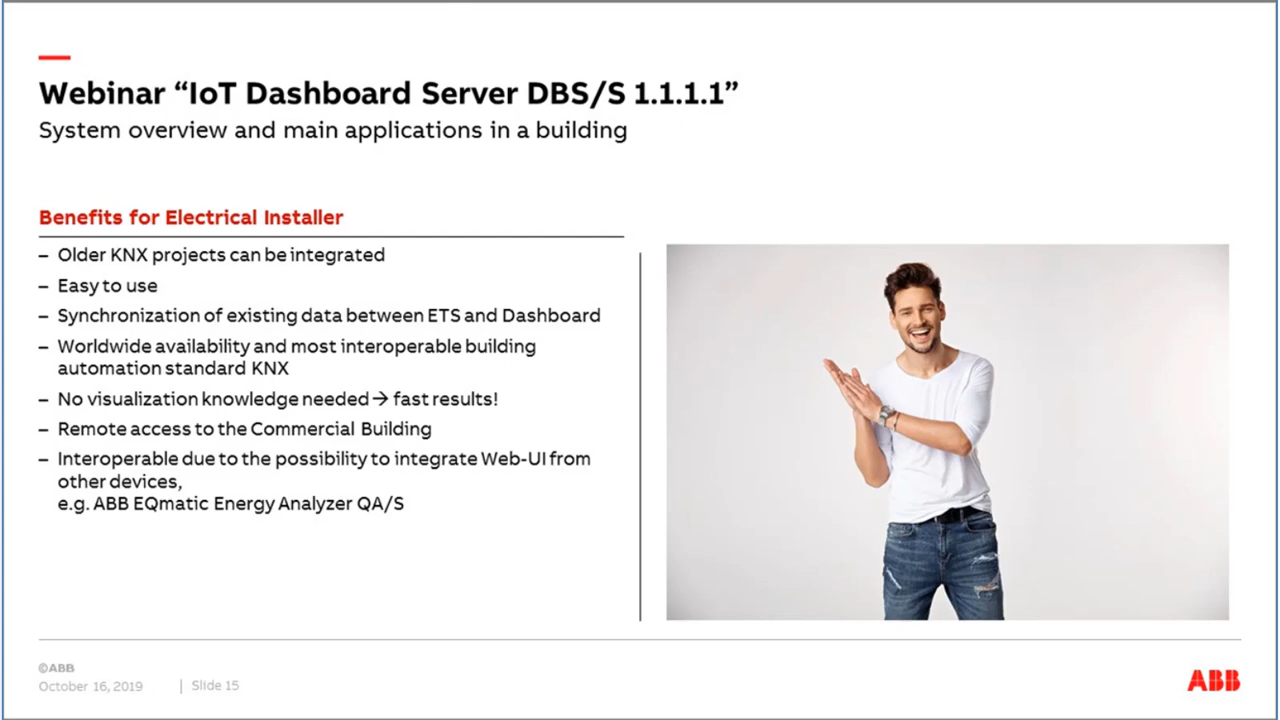 Webinar “IoT Dashboard Server DBS/S 1.1.1.1”
System overview and main applications in a building
Benefits for Electrical Installer
– Older KNX projects can be integrated
– Easy to use
– Synchronization of existing data between ETS and Dashboard
– Worldwide availability and most interoperable building
automation standard KNX
– No visualization knowledge needed → fast results!
– Remote access to the Commercial Building
– Interoperable due to the possibility to integrate Web-UI from
other devices,
e.g. ABB EQmatic Energy Analyzer QA/S
©ABB
October 16, 2019 | Slide 15
ABB